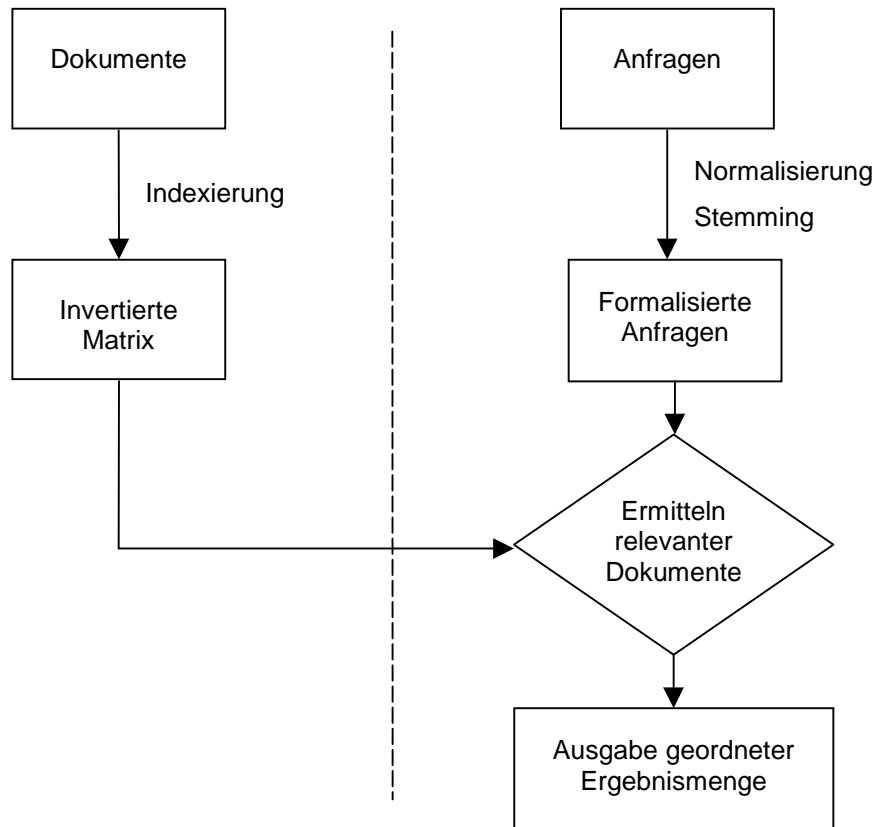 Dokumente
Anfragen
Indexierung
Normalisierung
Stemming
Invertierte
Matrix
Formalisierte
Anfragen
Ermitteln
relevanter
Dokumente
Ausgabe geordneter
Ergebnismenge